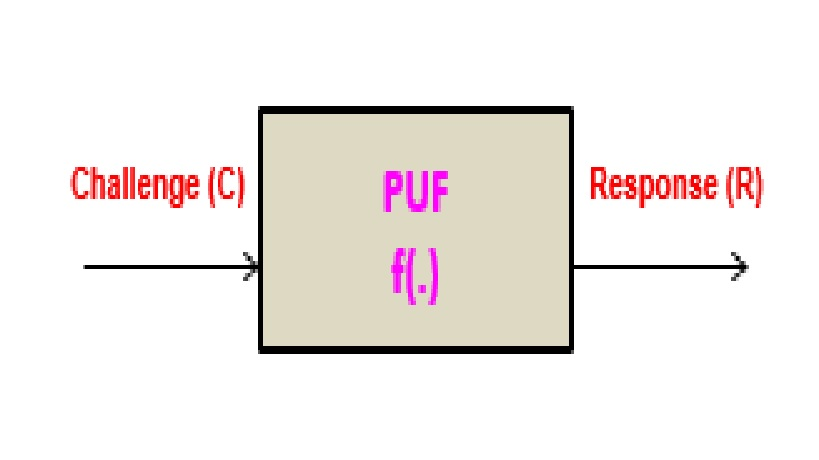 Challenge (C)
PUF
f(.)
Response (R)